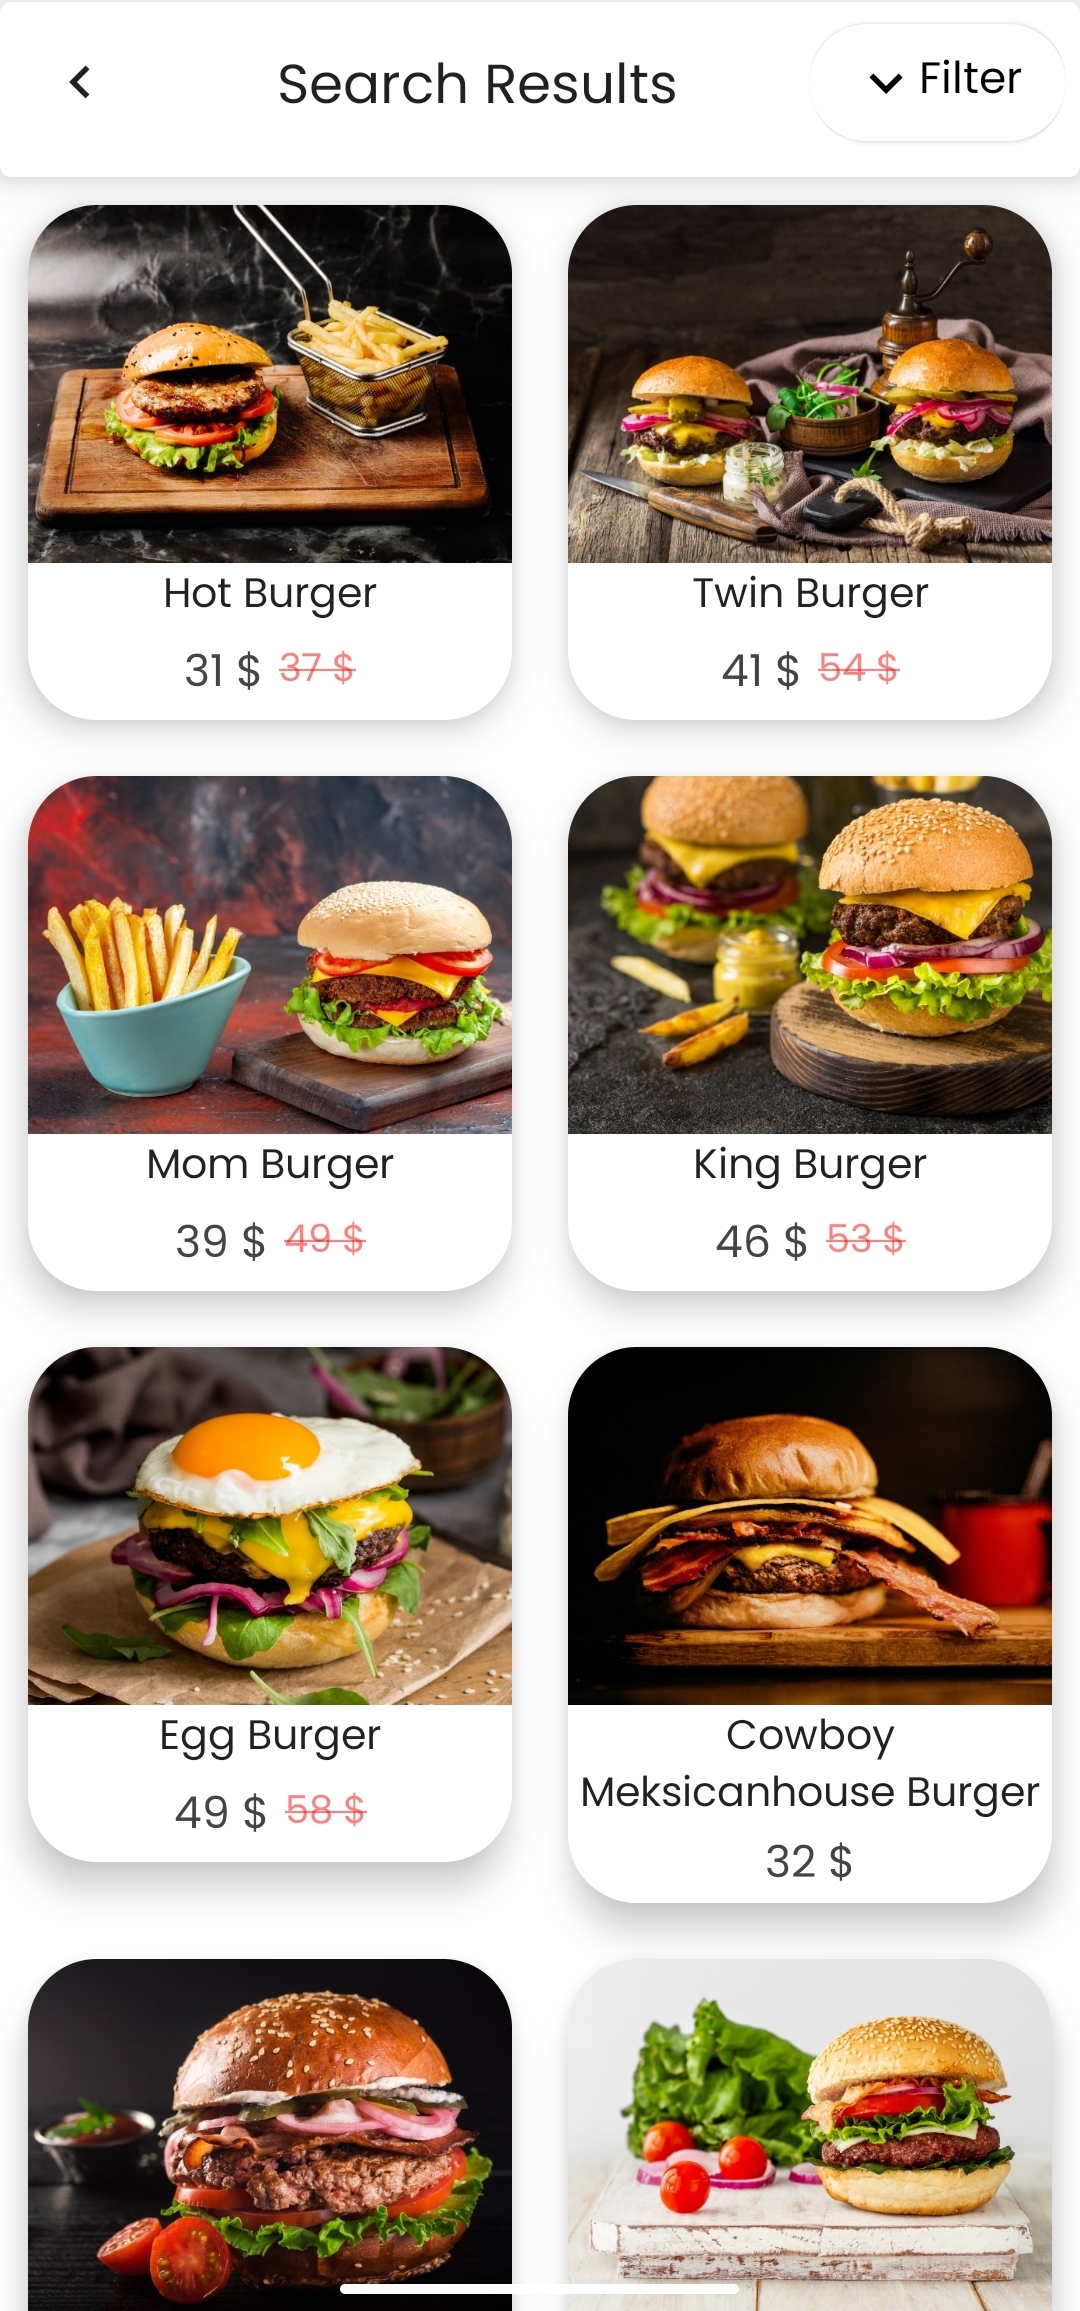 Search Results
Filter
Hot Burger
31 $ 37 $
Twin Burger
41 $ 54 $
Mom Burger
39 $ 49 $
King Burger
46 $ 53 $
Egg Burger
49 $ 58 $
Cowboy
Meksicanhouse Burger
32 $